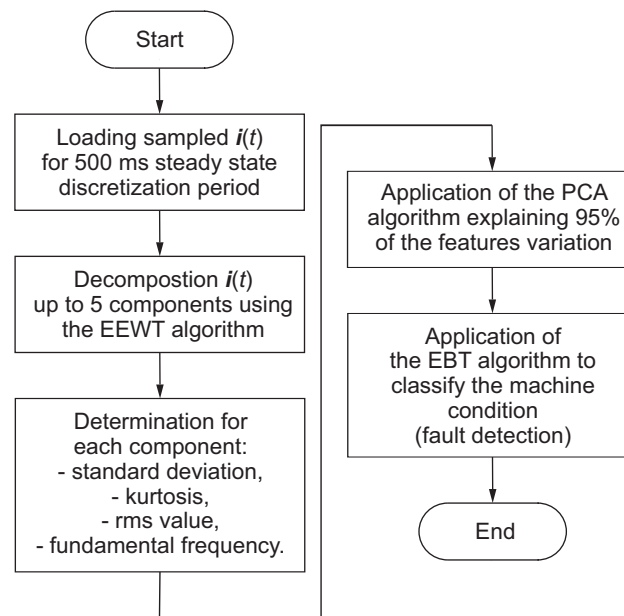 Start
Loading sampled i(t)
for 500 ms steady state
discretization period
Decompostion i(t)
up to 5 components using
the EEWT algorithm
Determination for
each component:
- standard deviation,
- kurtosis,
- rms value,
- fundamental frequency.
Application of the PCA
algorithm explaining 95%
of the features variation
Application of
the EBT algorithm to
classify the machine
condition
(fault detection)
End